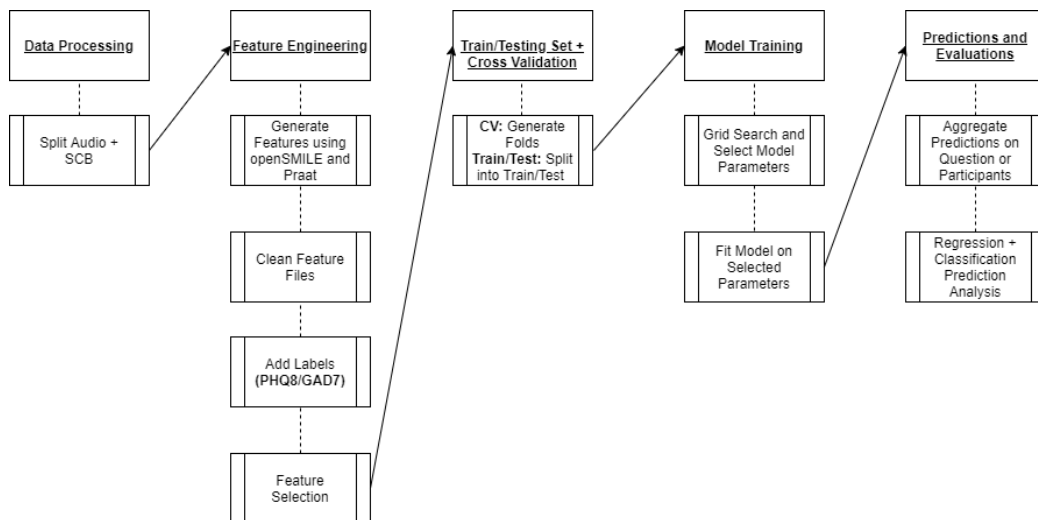 Data Processing
Split Audio +
SCB
Feature Engineering
Generate
Features using
openSMILE and
Praat
Clean Feature
Files
Add Labels
(PHQ8/GAD7)
Feature
Selection
Train/Testing Set +
Cross Validation
CV: Generate
Folds
Train/Test: Split
into Train/Test
Model Training
Grid Search and
Select Model
Parameters
Fit Model on
Selected
Parameters
Predictions and
Evaluations
Aggregate
Predictions on
Question or
Participants
Regression +
Classification
Prediction
Analysis